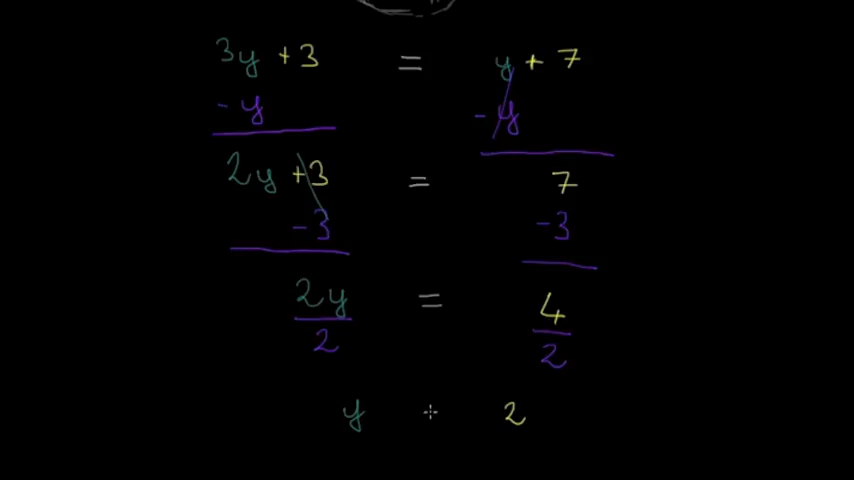 3y + 3 = y + 7
- y - y
2y + 3 = 7
- 3 - 3
2y = 4
2 2
y 2